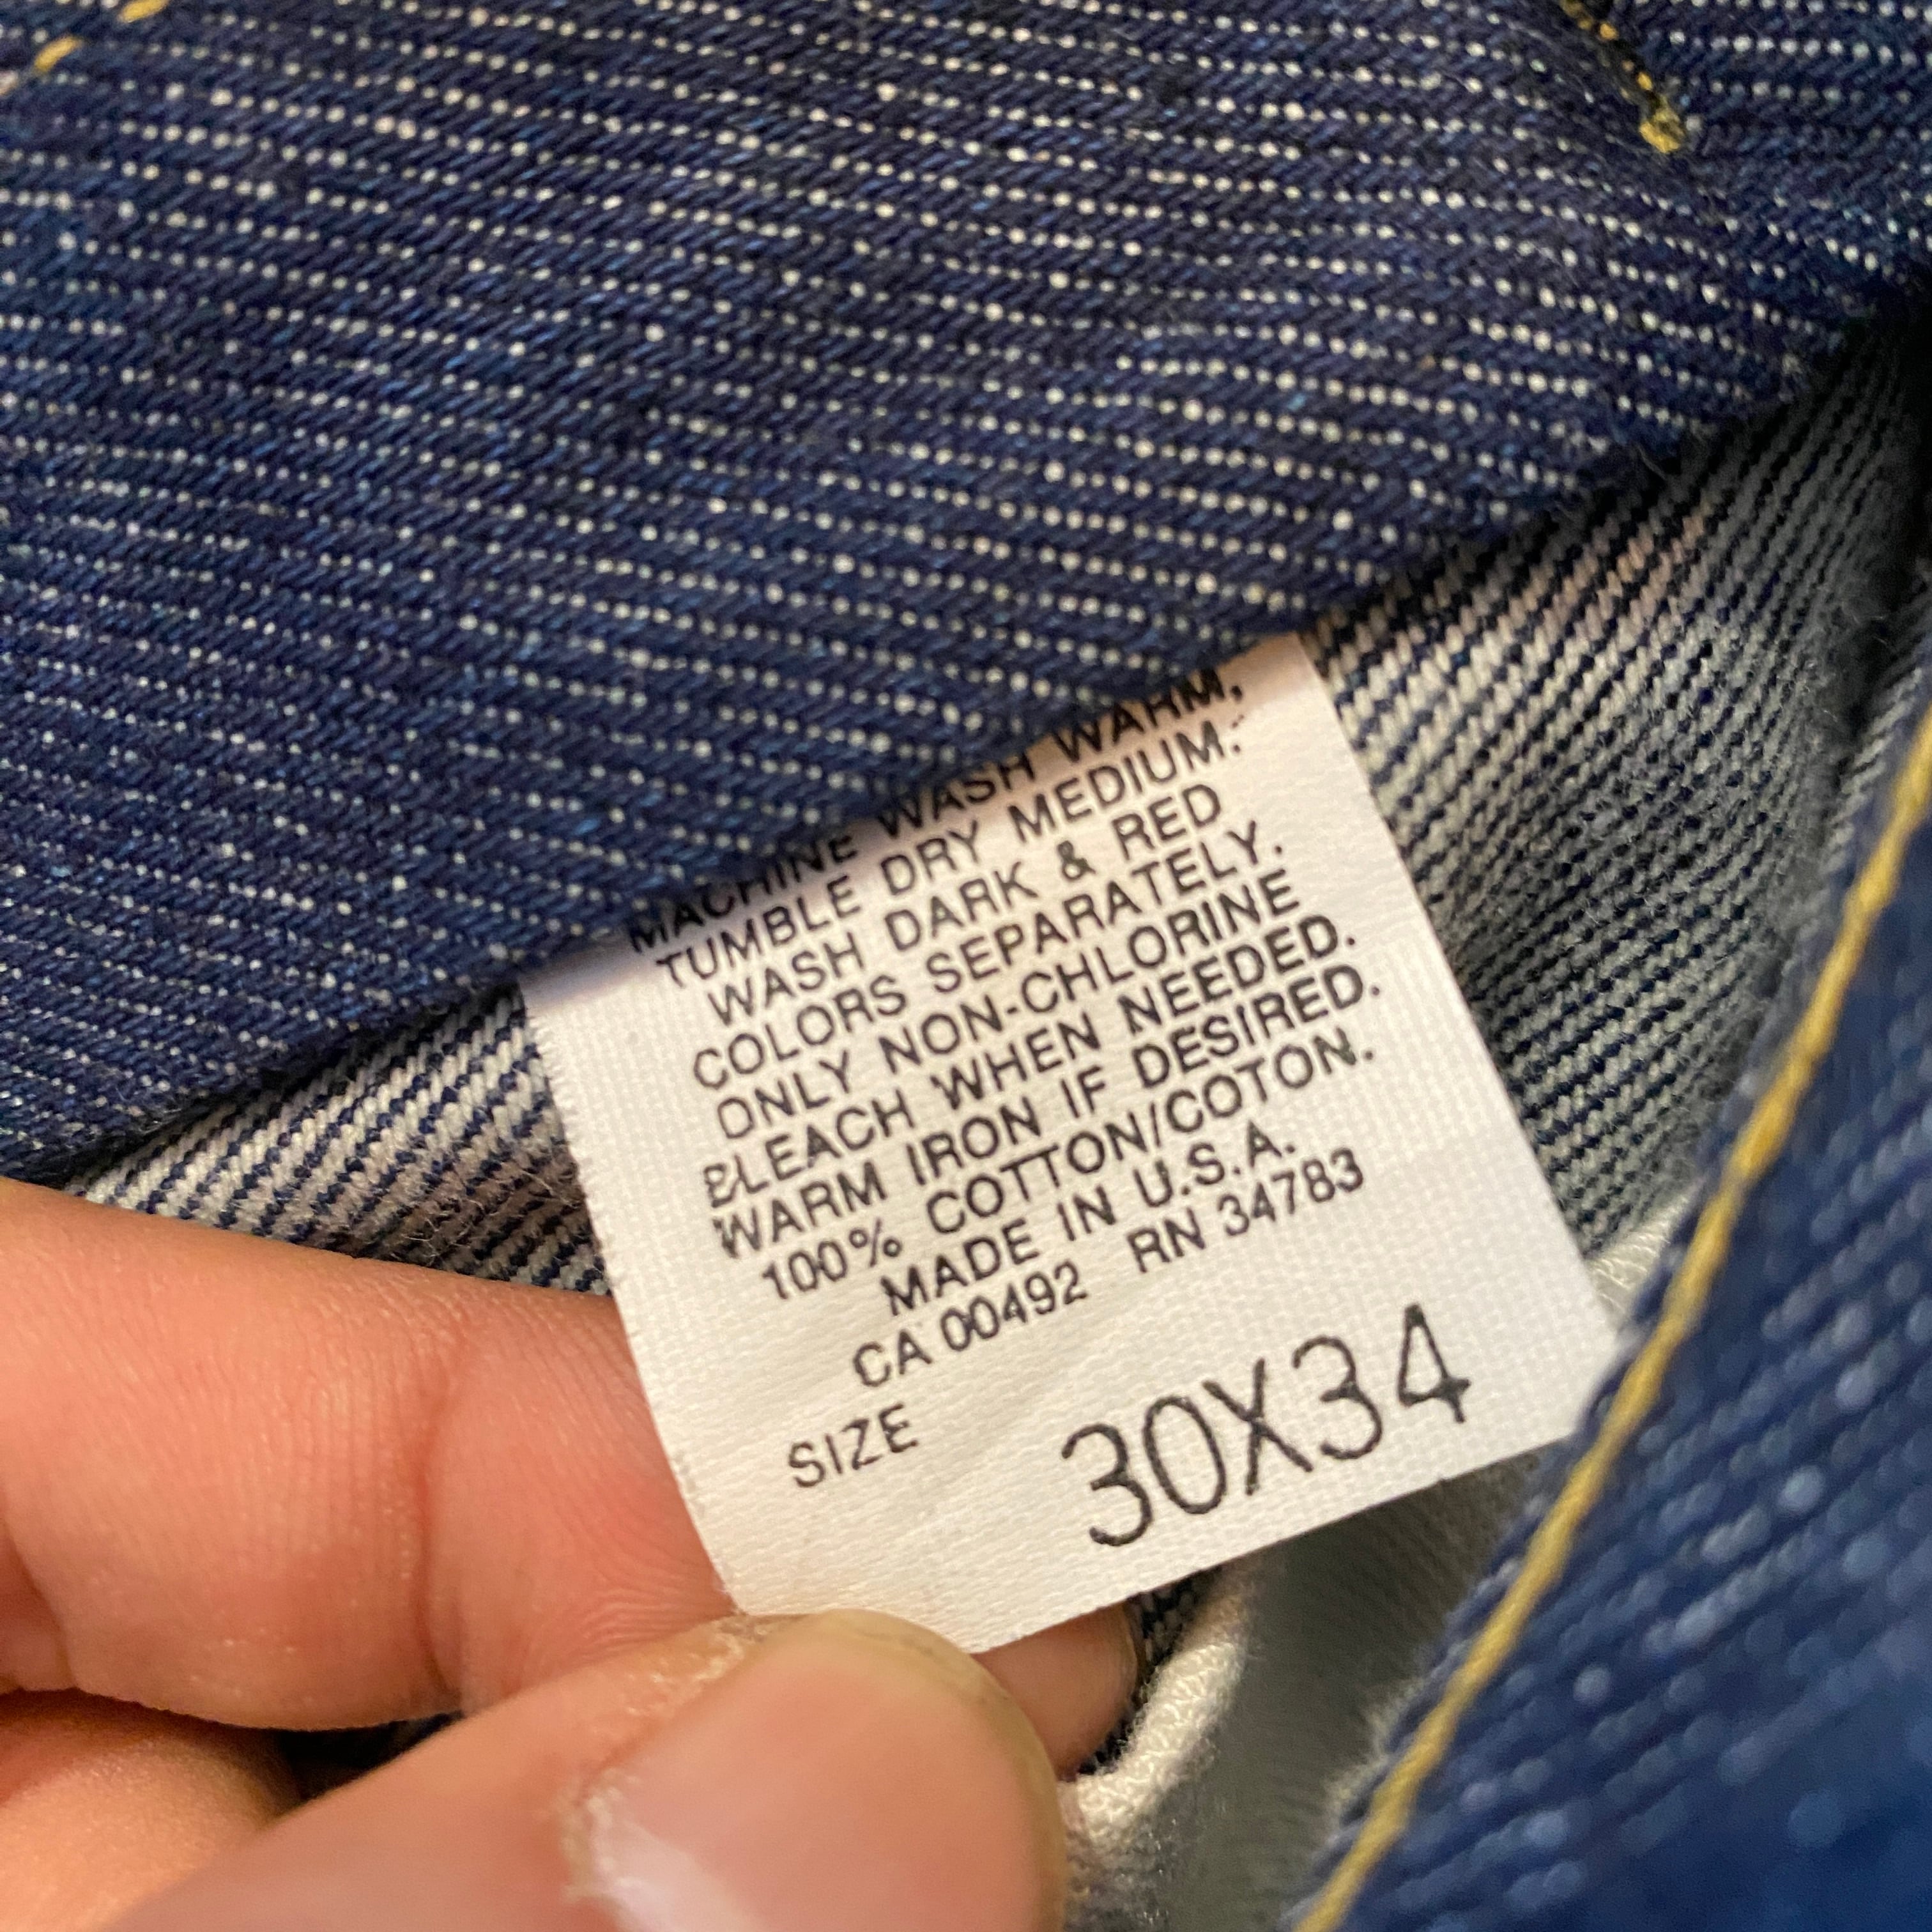 MACHINE WASH WARM,
TUMBLE DRY MEDIUM.
WASH DARK & RED
COLORS SEPARATELY.
ONLY NON-CHLORINE
BLEACH WHEN NEEDED.
WARM IRON IF DESIRED.
100% COTTON/COTON.
MADE IN U.S.A.
CA 00492 RN 34783
SIZE 30X34